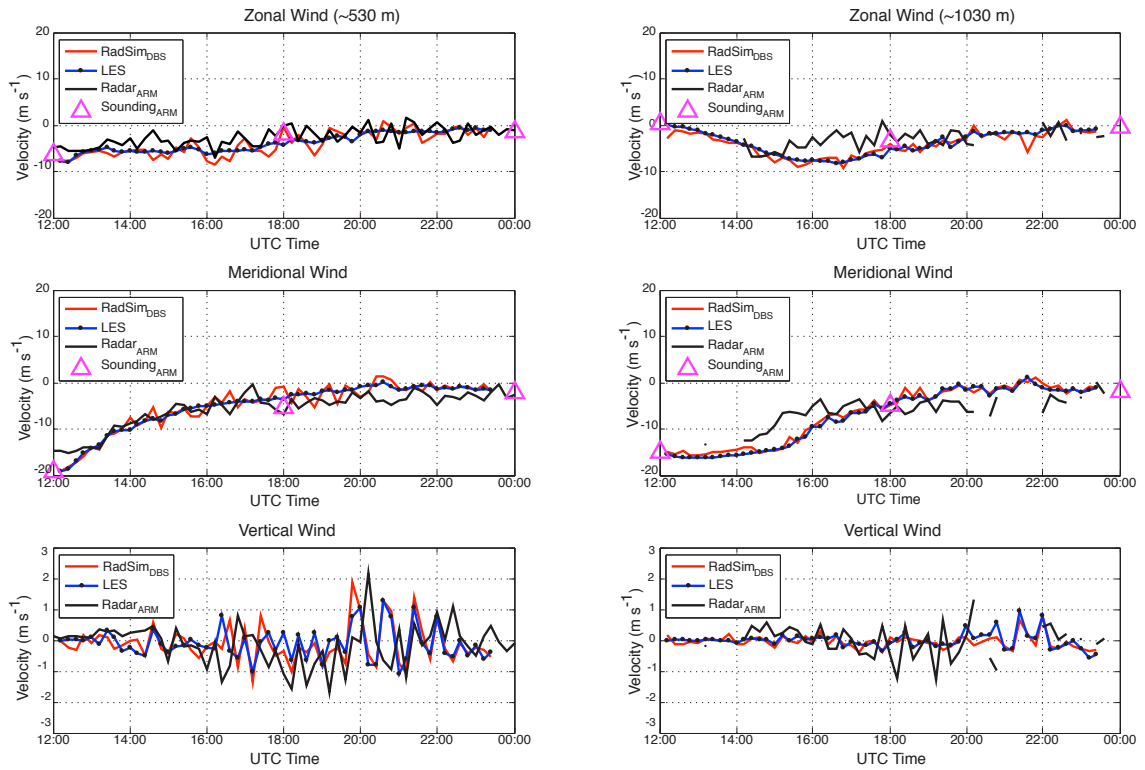 Zonal Wind (~530 m)
20
10
0
-10
-20
Velocity (m s-1)
RadSimDBS
LES
RadarARM
SoundingARM
12:00 14:00 16:00 18:00 20:00 22:00 00:00
UTC Time
Zonal Wind (~1030 m)
20
10
0
-10
-20
Velocity (m s-1)
RadSimDBS
LES
RadarARM
SoundingARM
12:00 14:00 16:00 18:00 20:00 22:00 00:00
UTC Time
Meridional Wind
20
10
0
-10
-20
Velocity (m s-1)
RadSimDBS
LES
RadarARM
SoundingARM
12:00 14:00 16:00 18:00 20:00 22:00 00:00
UTC Time
Meridional Wind
20
10
0
-10
-20
Velocity (m s-1)
RadSimDBS
LES
RadarARM
SoundingARM
12:00 14:00 16:00 18:00 20:00 22:00 00:00
UTC Time
Vertical Wind
3
2
1
0
-1
-2
-3
Velocity (m s-1)
RadSimDBS
LES
RadarARM
12:00 14:00 16:00 18:00 20:00 22:00 00:00
UTC Time
Vertical Wind
3
2
1
0
-1
-2
-3
Velocity (m s-1)
RadSimDBS
LES
RadarARM
12:00 14:00 16:00 18:00 20:00 22:00 00:00
UTC Time